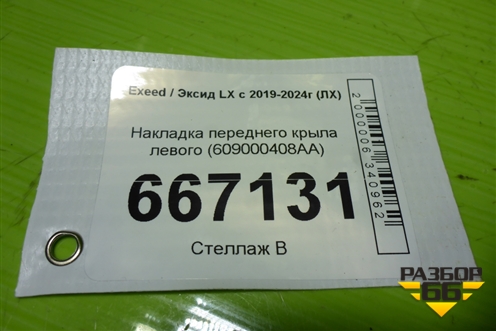 Exeed / Эксид LX с 2019-2024г (ЛХ)
Накладка переднего крыла
левого (609000408AA)
667131
Стеллаж В
2000006340962
РАЗБОР
66